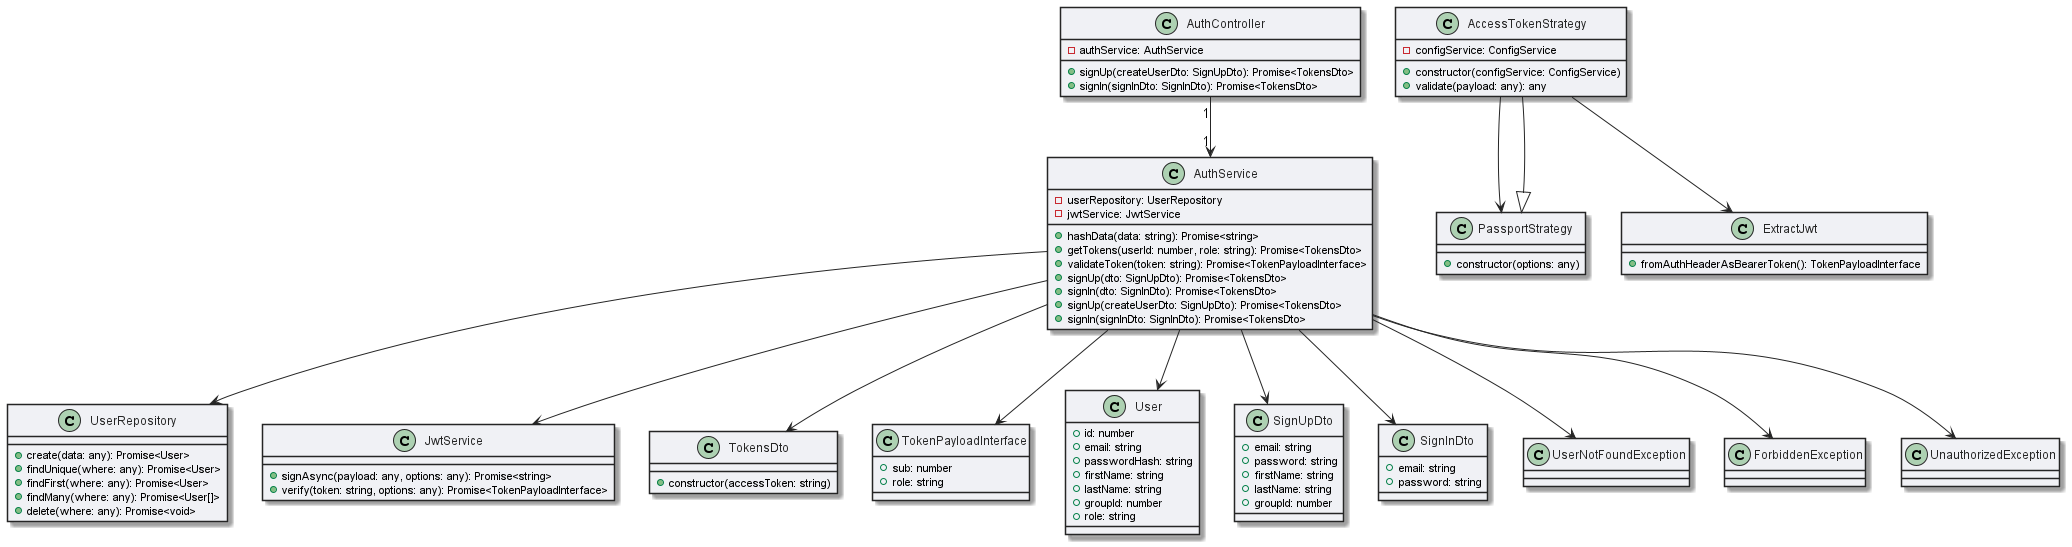 C AuthController
authService: AuthService
signUp(createUserDto: SignUpDto): Promise<TokensDto>
signIn(signInDto: SignInDto): Promise<TokensDto>
C AccessTokenStrategy
configService: ConfigService
constructor(configService: ConfigService)
validate(payload: any): any
1
1
C AuthService
userRepository: UserRepository
jwtService: JwtService
hashData(data: string): Promise<string>
getTokens(userId: number, role: string): Promise<TokensDto>
validateToken(token: string): Promise<TokenPayloadInterface>
signUp(dto: SignUpDto): Promise<TokensDto>
signIn(dto: SignInDto): Promise<TokensDto>
signUp(createUserDto: SignUpDto): Promise<TokensDto>
signIn(signInDto: SignInDto): Promise<TokensDto>
C PassportStrategy
constructor(options: any)
C ExtractJwt
fromAuthHeaderAsBearerToken(): TokenPayloadInterface
C UserRepository
create(data: any): Promise<User>
findUnique(where: any): Promise<User>
findFirst(where: any): Promise<User>
findMany(where: any): Promise<User[]>
delete(where: any): Promise<void>
C JwtService
signAsync(payload: any, options: any): Promise<string>
verify(token: string, options: any): Promise<TokenPayloadInterface>
C TokensDto
constructor(accessToken: string)
C TokenPayloadInterface
sub: number
role: string
C User
id: number
email: string
passwordHash: string
firstName: string
lastName: string
groupId: number
role: string
C SignUpDto
email: string
password: string
firstName: string
lastName: string
groupId: number
C SignInDto
email: string
password: string
C UserNotFoundException
C ForbiddenException
C UnauthorizedException